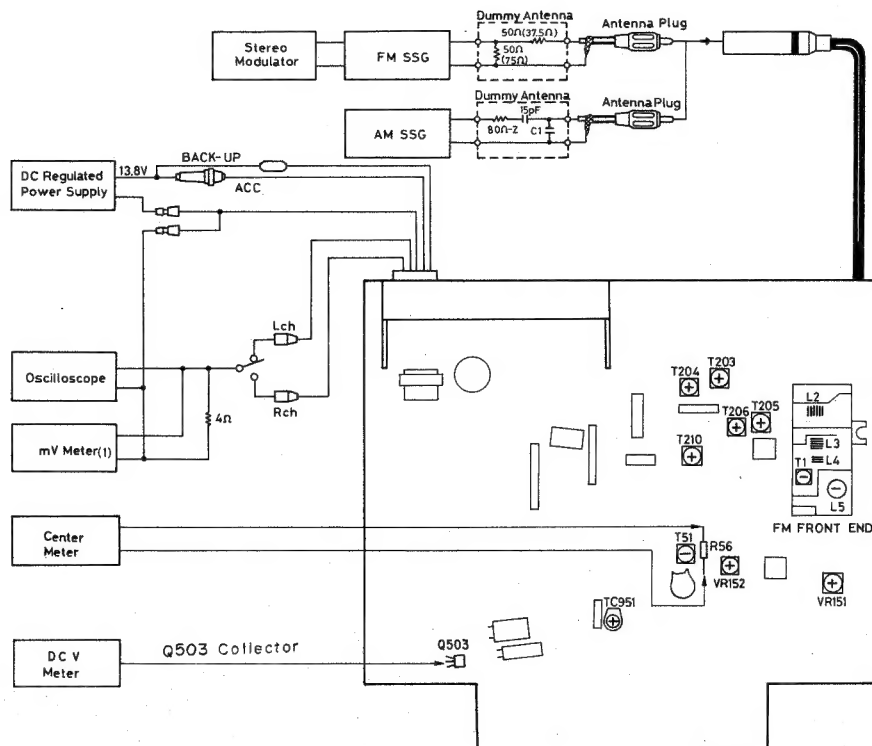 Dummy Antenna
Antenna Plug
50Ω(37.5Ω)
50Ω
(75Ω)
Stereo
Modulator
FM SSG
Dummy Antenna
15pF
80Ω-Z
C1
Antenna Plug
AM SSG
BACK-UP
13.8V
ACC
DC Regulated
Power Supply
Lch
Rch
Oscilloscope
4Ω
mV Meter(1)
T203
T204
T206
T205
T210
L2
L3
L4
T1
L5
FM FRONT END
Center
Meter
T51
R56
VR152
VR151
TC951
Q503 Collector
Q503
DC V
Meter